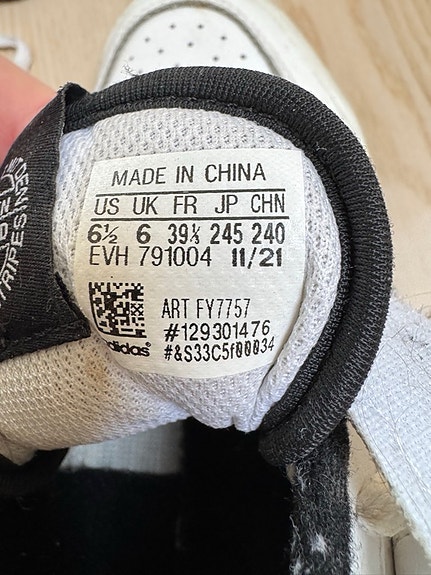 MADE IN CHINA
US UK FR JP CHN
6½ 6 39⅓ 245 240
EVH 791004 11/21
ART FY7757
#129301476
adidas® #&S33C5f00034
STRIPES